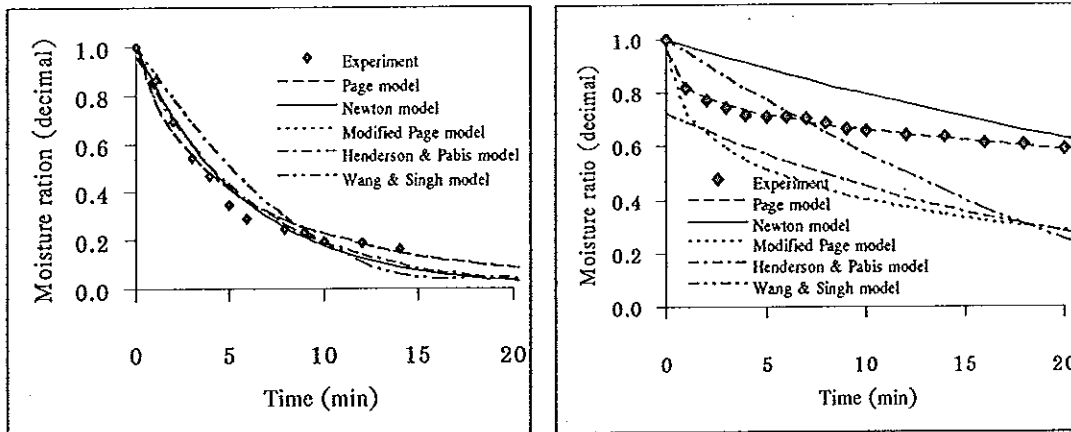 Moisture ration (decimal)
1.0
0.8
0.6
0.4
0.2
0.0
Experiment
Page model
Newton model
Modified Page model
Henderson & Pabis model
Wang & Singh model
0 5 10 15 20
Time (min)
Moisture ratio (decimal)
1.0
0.8
0.6
0.4
0.2
0.0
Experiment
Page model
Newton model
Modified Page model
Henderson & Pabis model
Wang & Singh model
0 5 10 15 20
Time (min)